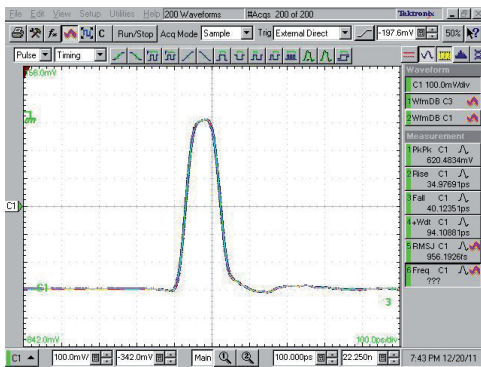 File Edit View Setup Utilities Help 200 Waveforms #Acqs 200 of 200 Tektronix
C Run/Stop Acq Mode Sample Trig External Direct -197.6mV 50%
Pulse Timing
Waveform
C1 100.0mV/div
1 WfmDB C3
2 WfmDB C1
Measurement
1 PkPk C1
620.4834mV
2 Rise C1
34.97691ps
3 Fall C1
40.12351ps
4 +Wdt C1
94.10881ps
5 RMSJ C1
956.1926fs
6 Freq C1
???
C1
3
-842.0mV 100.0ps/div
C1 100.0mV/ -342.0mV Main 100.000ps 22.250n 7:43 PM 12/20/11